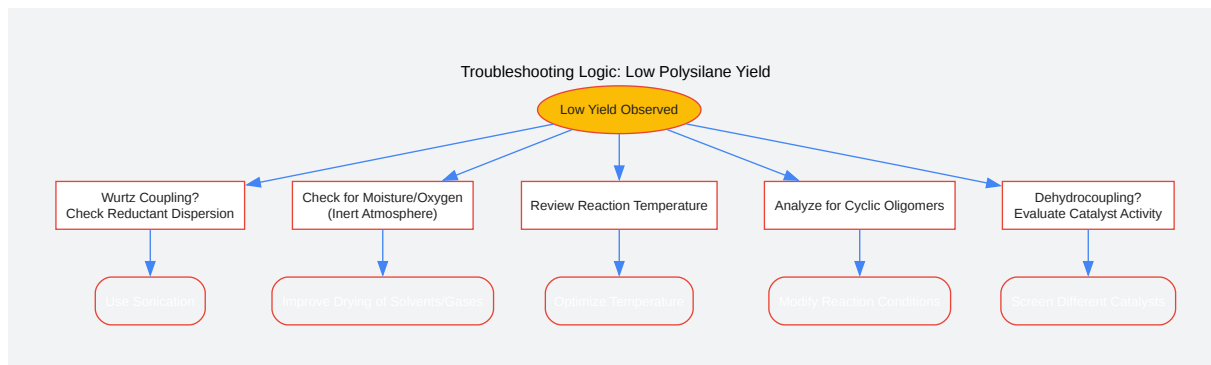 Troubleshooting Logic: Low Polysilane Yield
Low Yield Observed
Wurtz Coupling?
Check Reductant Dispersion
Check for Moisture/Oxygen
(Inert Atmosphere)
Review Reaction Temperature
Analyze for Cyclic Oligomers
Dehydrocoupling?
Evaluate Catalyst Activity
Use Sonication
Improve Drying of Solvents/Gases
Optimize Temperature
Modify Reaction Conditions
Screen Different Catalysts